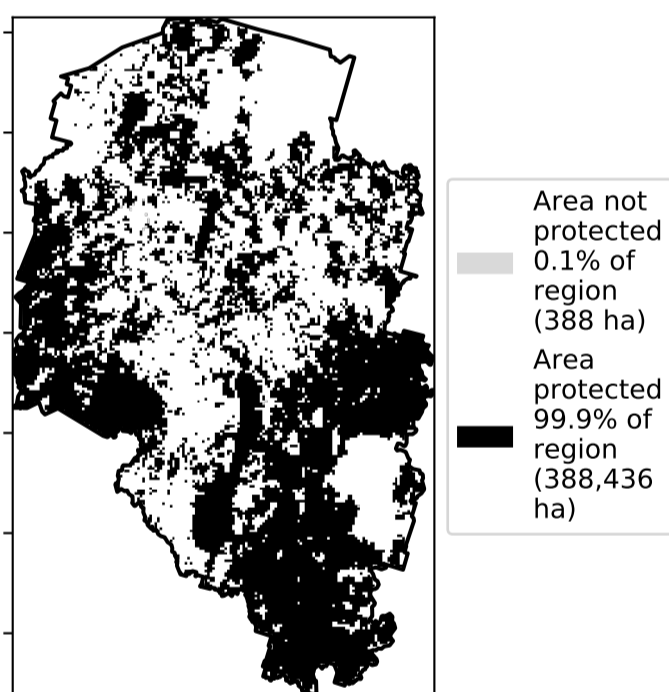 Area not
protected
0.1% of
region
(388 ha)
Area
protected
99.9% of
region
(388,436
ha)